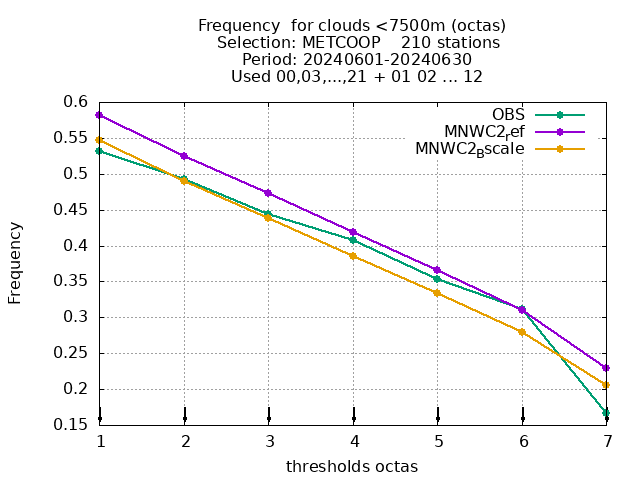 Frequency  for clouds <7500m (octas)
Selection: METCOOP    210 stations
Period: 20240601-20240630
Used 00,03,...,21 + 01 02 ... 12
OBS
MNWC2ref
MNWC2Bscale
0.6
0.55
0.5
0.45
0.4
0.35
0.3
0.25
0.2
0.15
Frequency
1 2 3 4 5 6 7
thresholds octas